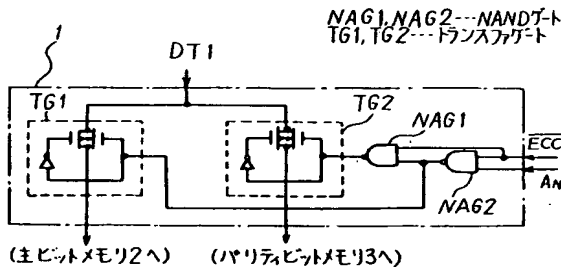 NAG1,NAG2---NANDゲート
TG1,TG2---トランスファゲート
1
DT1
TG1
TG2
NAG1
ECC
AN
NAG2
(主ビットメモリ2へ)
(パリティビットメモリ3へ)